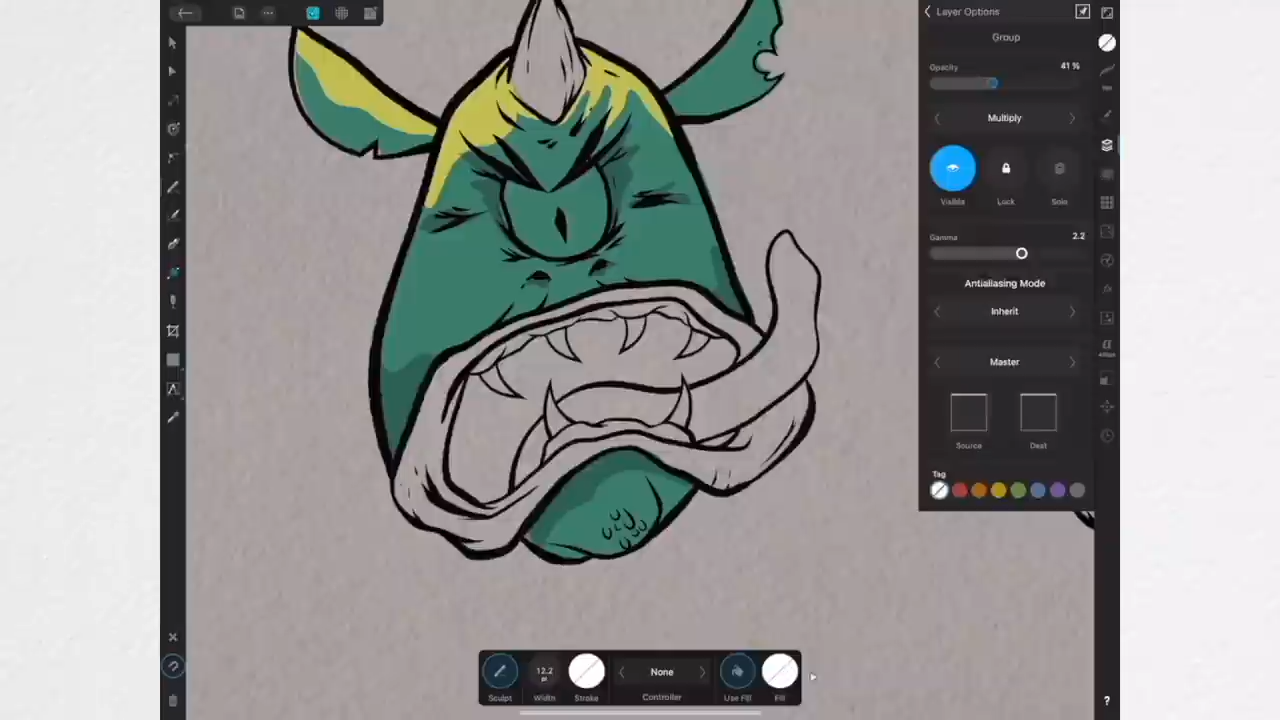 Layer Options
Group
Opacity
41 %
Multiply
Visible
Lock
Solo
Gamma
2.2
Antialiasing Mode
Inherit
Master
Source
Dest
Tag
12.2
pt
None
Sculpt
Width
Stroke
Controller
Use Fill
Fill
?